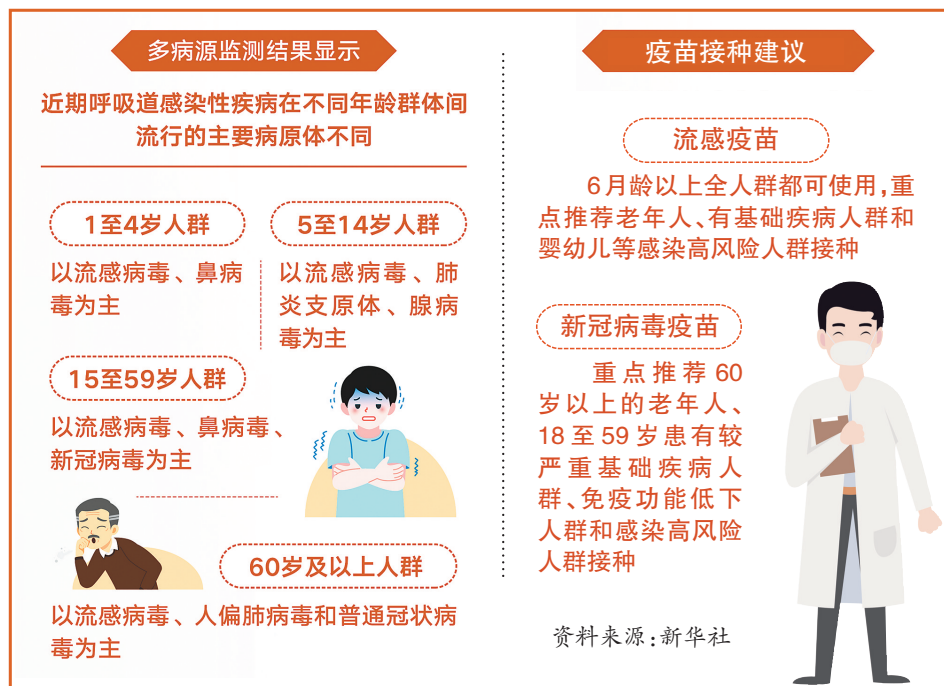 多病源监测结果显示
近期呼吸道感染性疾病在不同年龄群体间
流行的主要病原体不同
1至4岁人群
以流感病毒、鼻病
毒为主
5至14岁人群
以流感病毒、肺
炎支原体、腺病
毒为主
15至59岁人群
以流感病毒、鼻病毒、
新冠病毒为主
60岁及以上人群
以流感病毒、人偏肺病毒和普通冠状病
毒为主
疫苗接种建议
流感疫苗
6月龄以上全人群都可使用,重
点推荐老年人、有基础疾病人群和
婴幼儿等感染高风险人群接种
新冠病毒疫苗
重点推荐60
岁以上的老年人、
18至59岁患有较
严重基础疾病人
群、免疫功能低下
人群和感染高风险
人群接种
资料来源:新华社